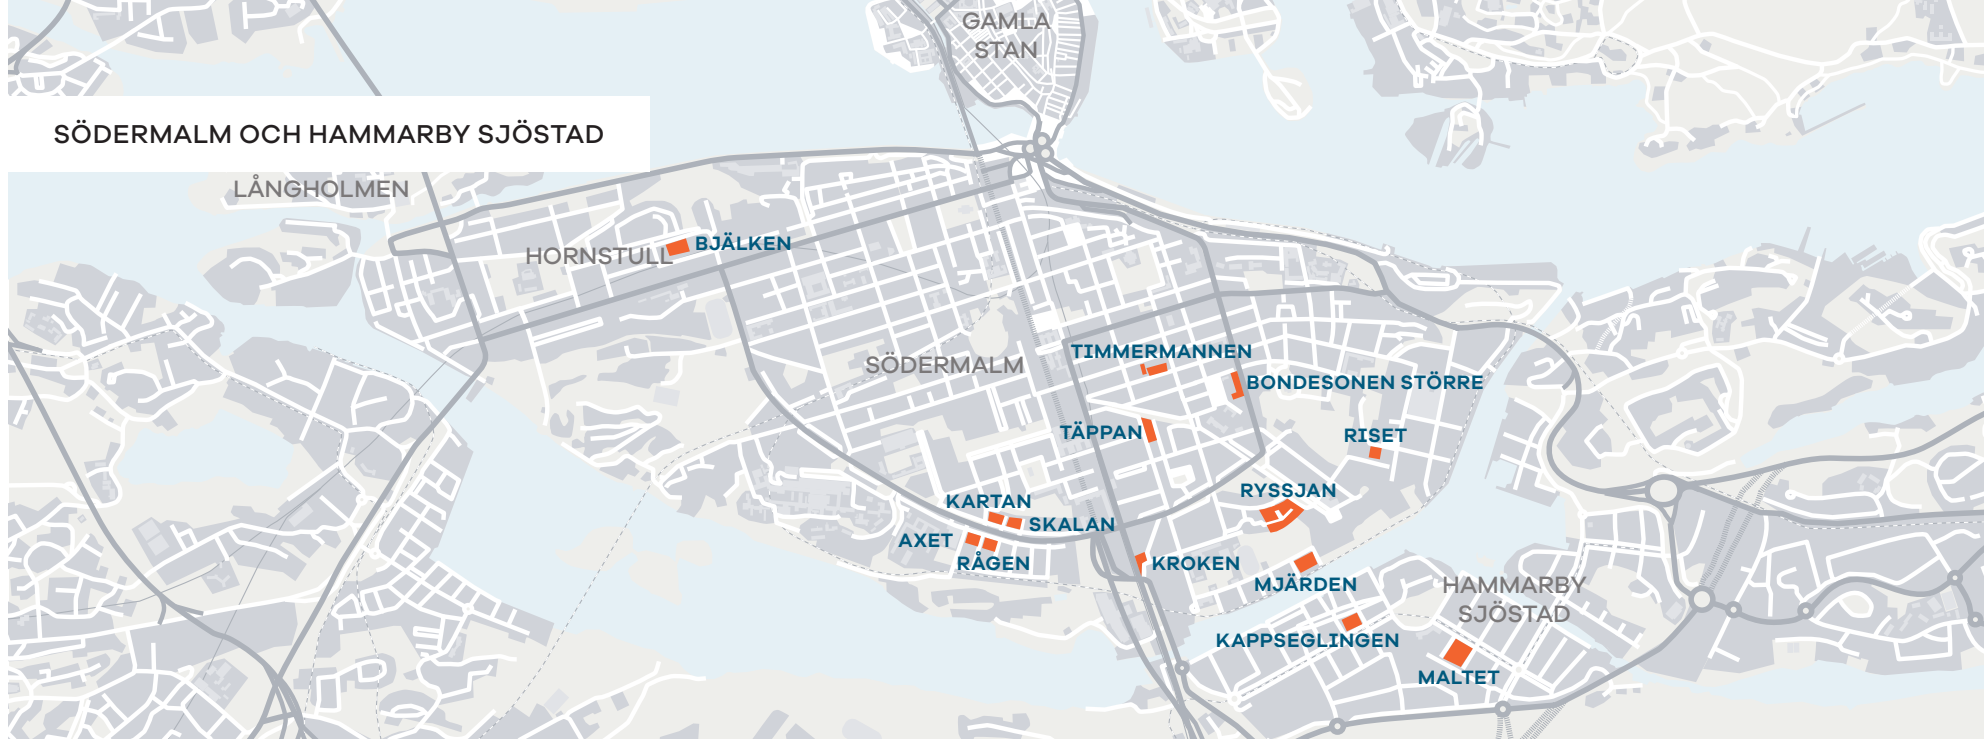 GAMLA
STAN
SÖDERMALM OCH HAMMARBY SJÖSTAD
LÅNGHOLMEN
HORNSTULL
BJÄLKEN
SÖDERMALM
TIMMERMANNEN
BONDESONEN STÖRRE
TÄPPAN
RISET
RYSSJAN
KARTAN
SKALAN
AXET
RÅGEN
KROKEN
MJÄRDEN
HAMMARBY
SJÖSTAD
KAPPSEGLINGEN
MALTET